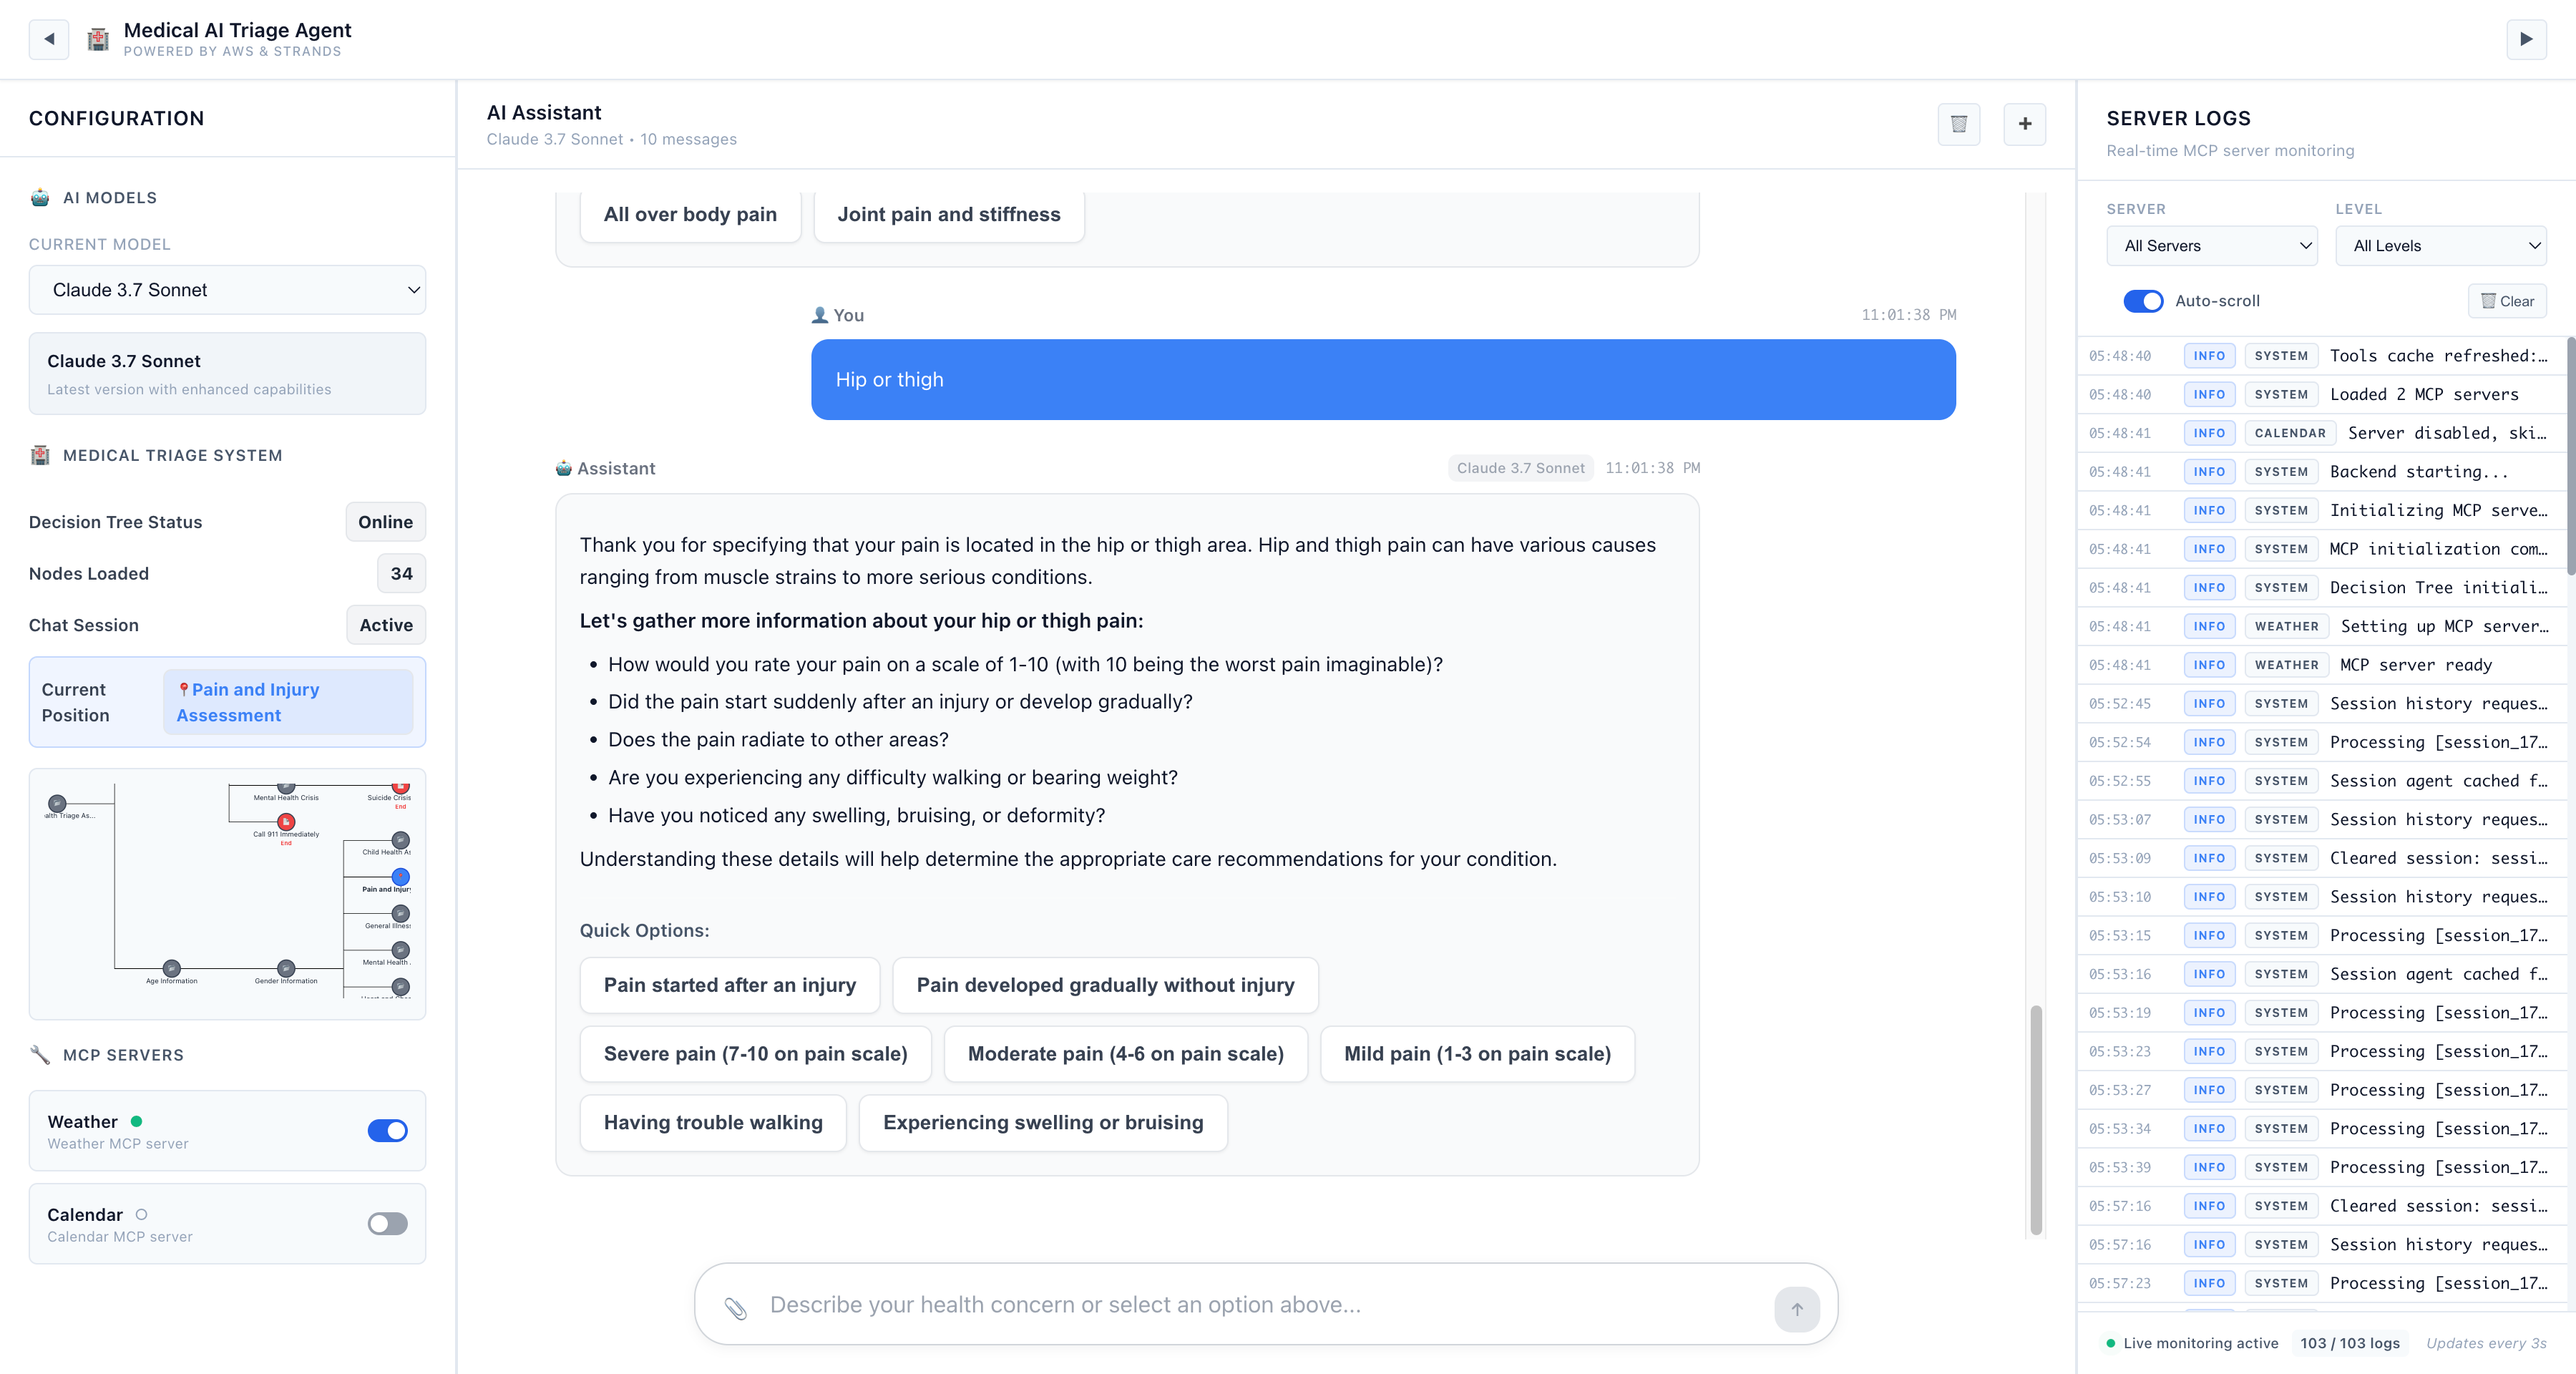 Medical AI Triage Agent
POWERED BY AWS & STRANDS
CONFIGURATION
AI MODELS
CURRENT MODEL
Claude 3.7 Sonnet
Claude 3.7 Sonnet
Latest version with enhanced capabilities
MEDICAL TRIAGE SYSTEM
Decision Tree Status Online
Nodes Loaded 34
Chat Session Active
Current Position
Pain and Injury Assessment
alth Triage As...
Mental Health Crisis
Suicide Crisis
End
Call 911 Immediately
End
Child Health As
Pain and Injury
General Illness
Mental Health
Age Information
Gender Information
MCP SERVERS
Weather
Weather MCP server
Calendar
Calendar MCP server
AI Assistant
Claude 3.7 Sonnet • 10 messages
All over body pain
Joint pain and stiffness
You 11:01:38 PM
Hip or thigh
Assistant Claude 3.7 Sonnet 11:01:38 PM
Thank you for specifying that your pain is located in the hip or thigh area. Hip and thigh pain can have various causes
ranging from muscle strains to more serious conditions.
Let's gather more information about your hip or thigh pain:
• How would you rate your pain on a scale of 1-10 (with 10 being the worst pain imaginable)?
• Did the pain start suddenly after an injury or develop gradually?
• Does the pain radiate to other areas?
• Are you experiencing any difficulty walking or bearing weight?
• Have you noticed any swelling, bruising, or deformity?
Understanding these details will help determine the appropriate care recommendations for your condition.
Quick Options:
Pain started after an injury
Pain developed gradually without injury
Severe pain (7-10 on pain scale)
Moderate pain (4-6 on pain scale)
Mild pain (1-3 on pain scale)
Having trouble walking
Experiencing swelling or bruising
Describe your health concern or select an option above...
SERVER LOGS
Real-time MCP server monitoring
SERVER LEVEL
All Servers All Levels
Auto-scroll Clear
05:48:40 INFO SYSTEM Tools cache refreshed:…
05:48:40 INFO SYSTEM Loaded 2 MCP servers
05:48:41 INFO CALENDAR Server disabled, ski…
05:48:41 INFO SYSTEM Backend starting...
05:48:41 INFO SYSTEM Initializing MCP serve…
05:48:41 INFO SYSTEM MCP initialization com…
05:48:41 INFO SYSTEM Decision Tree initiali…
05:48:41 INFO WEATHER Setting up MCP server…
05:48:41 INFO WEATHER MCP server ready
05:52:45 INFO SYSTEM Session history reques…
05:52:54 INFO SYSTEM Processing [session_17…
05:52:55 INFO SYSTEM Session agent cached f…
05:53:07 INFO SYSTEM Session history reques…
05:53:09 INFO SYSTEM Cleared session: sessi…
05:53:10 INFO SYSTEM Session history reques…
05:53:15 INFO SYSTEM Processing [session_17…
05:53:16 INFO SYSTEM Session agent cached f…
05:53:19 INFO SYSTEM Processing [session_17…
05:53:23 INFO SYSTEM Processing [session_17…
05:53:27 INFO SYSTEM Processing [session_17…
05:53:34 INFO SYSTEM Processing [session_17…
05:53:39 INFO SYSTEM Processing [session_17…
05:57:16 INFO SYSTEM Cleared session: sessi…
05:57:16 INFO SYSTEM Session history reques…
05:57:23 INFO SYSTEM Processing [session_17…
Live monitoring active 103 / 103 logs Updates every 3s